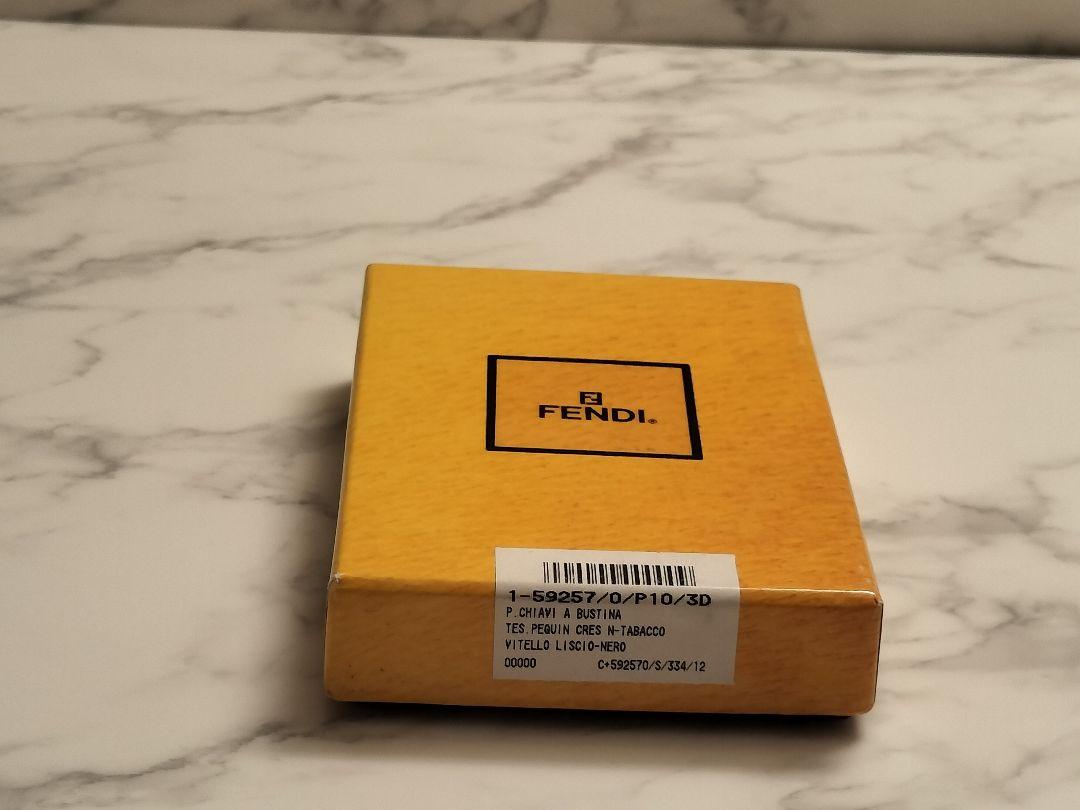 FENDI®
1-59257/0/P10/3D
P.CHIAVI A BUSTINA
TES.PEQUIN CRES N-TABACCO
VITELLO LISCIO-NERO
00000 C+592570/S/334/12